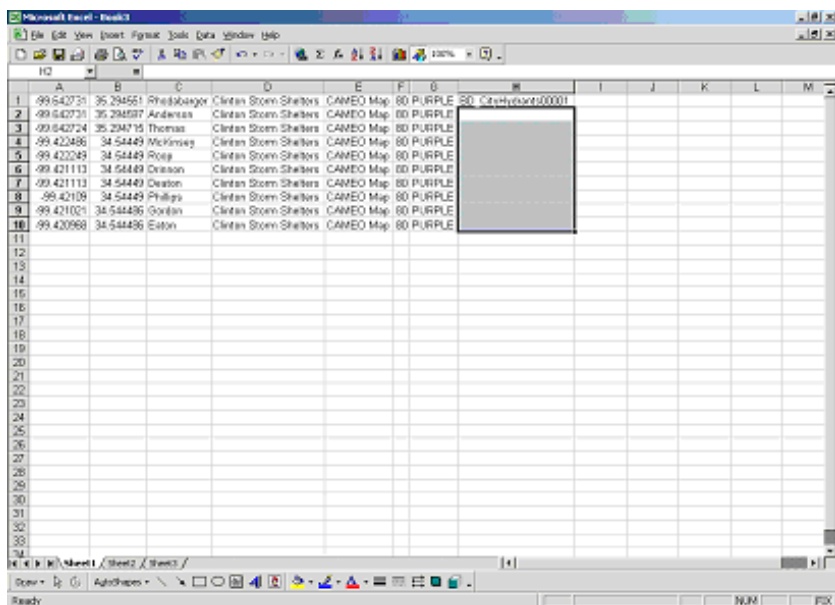 Microsoft Excel - Book3
File Edit View Insert Format Tools Data Window Help
100%
H2 =
A B C D E F G H I J K L M
1 -99.642731 35.294551 Rhodabarger Clinton Storm Shelters CAMEO Map 80 PURPLE BD_CityHydrants00001
2 -99.642731 35.294597 Anderson Clinton Storm Shelters CAMEO Map 80 PURPLE
3 -99.642724 35.294715 Thomas Clinton Storm Shelters CAMEO Map 80 PURPLE
4 -99.422486 34.54449 McKinsey Clinton Storm Shelters CAMEO Map 80 PURPLE
5 -99.422249 34.54449 Clinton Storm Shelters CAMEO Map 80 PURPLE
6 -99.421113 34.54449 Drinnon Clinton Storm Shelters CAMEO Map 80 PURPLE
7 -99.421113 34.54449 Deaton Clinton Storm Shelters CAMEO Map 80 PURPLE
8 -99.42109 34.54449 Phillips Clinton Storm Shelters CAMEO Map 80 PURPLE
9 -99.421021 34.544486 Gordon Clinton Storm Shelters CAMEO Map 80 PURPLE
10 -99.420968 34.544486 Eaton Clinton Storm Shelters CAMEO Map 80 PURPLE
11
12
13
14
15
16
17
18
19
20
21
22
23
24
25
26
27
28
29
30
31
32
33
34
Sheet1 / Sheet2 / Sheet3 /
Draw AutoShapes
Ready NUM FIX